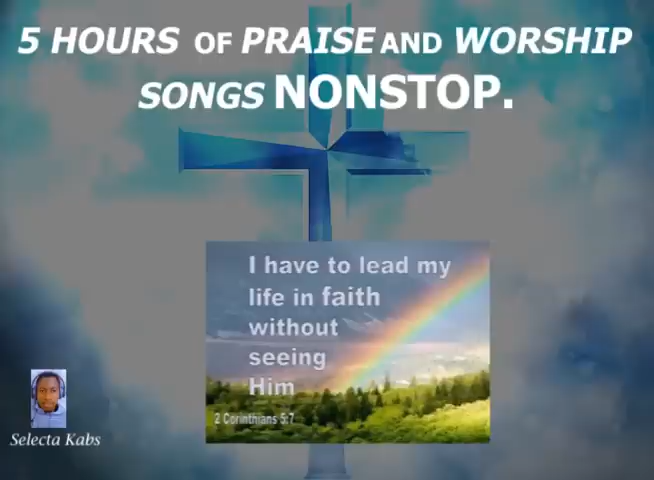 5 HOURS OF PRAISE AND WORSHIP
SONGS NONSTOP.
I have to lead my
life in faith
without
seeing
Him
2 Corinthians 5:7
Selecta Kabs